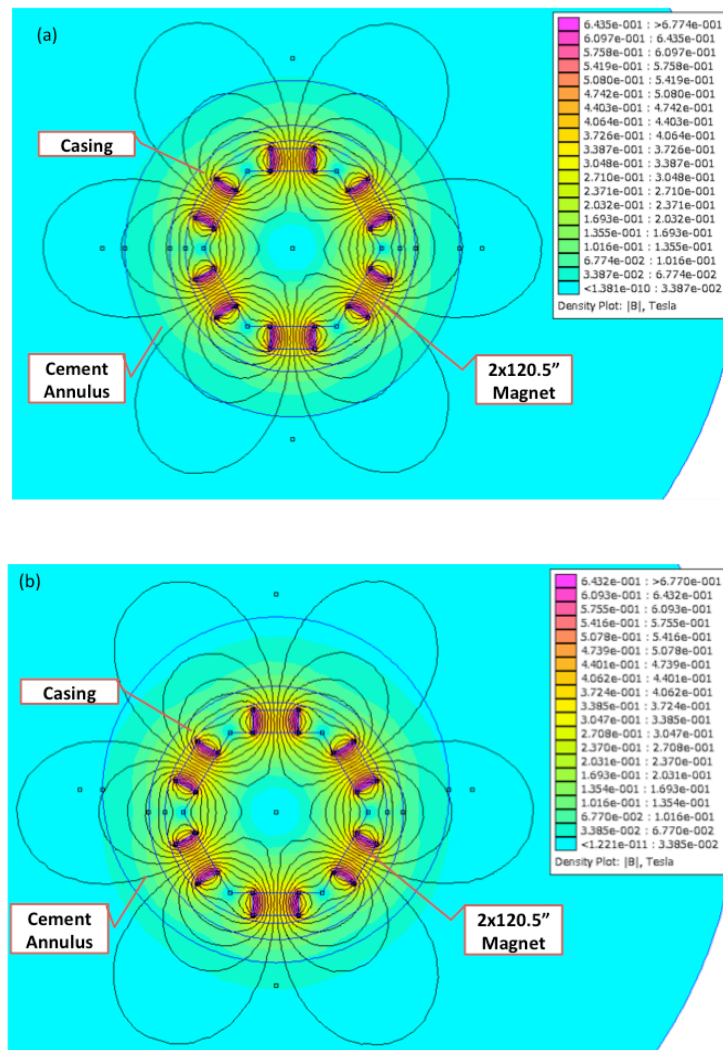 (a)
6.435e-001 : >6.774e-001
6.097e-001 : 6.435e-001
5.758e-001 : 6.097e-001
5.419e-001 : 5.758e-001
5.080e-001 : 5.419e-001
4.742e-001 : 5.080e-001
4.403e-001 : 4.742e-001
4.064e-001 : 4.403e-001
3.726e-001 : 4.064e-001
3.387e-001 : 3.726e-001
3.048e-001 : 3.387e-001
2.710e-001 : 3.048e-001
2.371e-001 : 2.710e-001
2.032e-001 : 2.371e-001
1.693e-001 : 2.032e-001
1.355e-001 : 1.693e-001
1.016e-001 : 1.355e-001
6.774e-002 : 1.016e-001
3.387e-002 : 6.774e-002
<1.381e-010 : 3.387e-002
Density Plot: |B|, Tesla
Casing
Cement
Annulus
2x120.5”
Magnet
(b)
6.432e-001 : >6.770e-001
6.093e-001 : 6.432e-001
5.755e-001 : 6.093e-001
5.416e-001 : 5.755e-001
5.078e-001 : 5.416e-001
4.739e-001 : 5.078e-001
4.401e-001 : 4.739e-001
4.062e-001 : 4.401e-001
3.724e-001 : 4.062e-001
3.385e-001 : 3.724e-001
3.047e-001 : 3.385e-001
2.708e-001 : 3.047e-001
2.370e-001 : 2.708e-001
2.031e-001 : 2.370e-001
1.693e-001 : 2.031e-001
1.354e-001 : 1.693e-001
1.016e-001 : 1.354e-001
6.770e-002 : 1.016e-001
3.385e-002 : 6.770e-002
<1.221e-011 : 3.385e-002
Density Plot: |B|, Tesla
Casing
Cement
Annulus
2x120.5”
Magnet